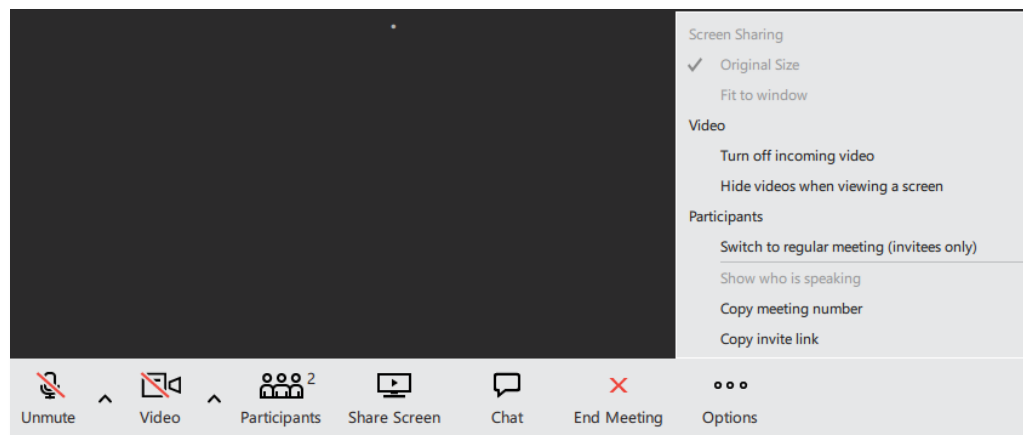 Screen Sharing
Original Size
Fit to window
Video
Turn off incoming video
Hide videos when viewing a screen
Participants
Switch to regular meeting (invitees only)
Show who is speaking
Copy meeting number
Copy invite link
2
Unmute
Video
Participants
Share Screen
Chat
End Meeting
Options